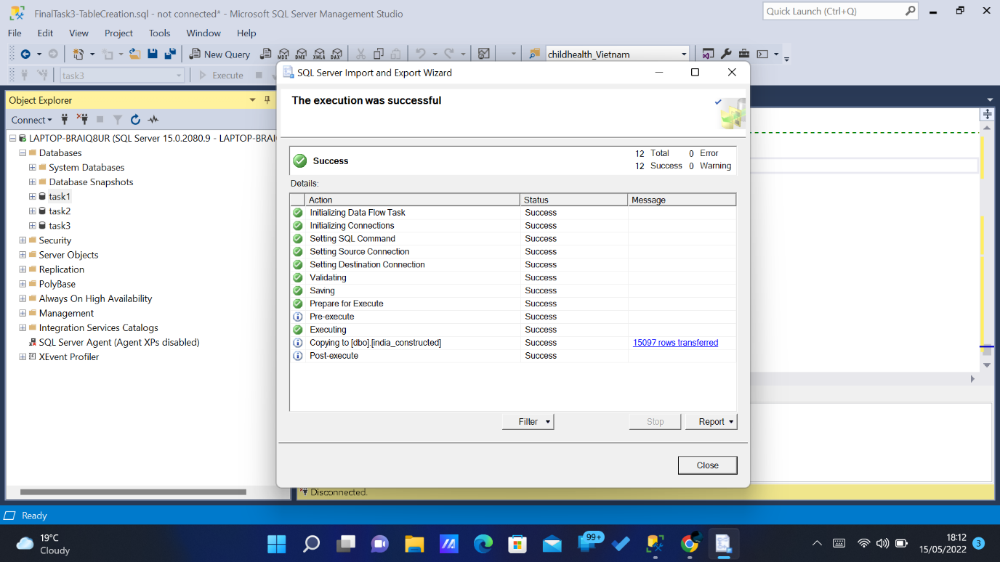 FinalTask3-TableCreation.sql - not connected* - Microsoft SQL Server Management Studio
Quick Launch (Ctrl+Q)
File Edit View Project Tools Window Help
New Query
MDX DMX XMLA DAX
childhealth_Vietnam
task3
Execute
SQL Server Import and Export Wizard
Object Explorer
The execution was successful
Connect
LAPTOP-BRAIQ8UR (SQL Server 15.0.2080.9 - LAPTOP-BRAI
Databases
System Databases
Database Snapshots
task1
task2
task3
Security
Server Objects
Replication
PolyBase
Always On High Availability
Management
Integration Services Catalogs
SQL Server Agent (Agent XPs disabled)
XEvent Profiler
Success
12 Total 0 Error
12 Success 0 Warning
Details:
Action Status Message
Initializing Data Flow Task Success
Initializing Connections Success
Setting SQL Command Success
Setting Source Connection Success
Setting Destination Connection Success
Validating Success
Saving Success
Prepare for Execute Success
Pre-execute Success
Executing Success
Copying to [dbo].[india_constructed] Success 15097 rows transferred
Post-execute Success
Filter Stop Report
Close
Disconnected.
Ready
19°C
Cloudy
99+
18:12
15/05/2022
3